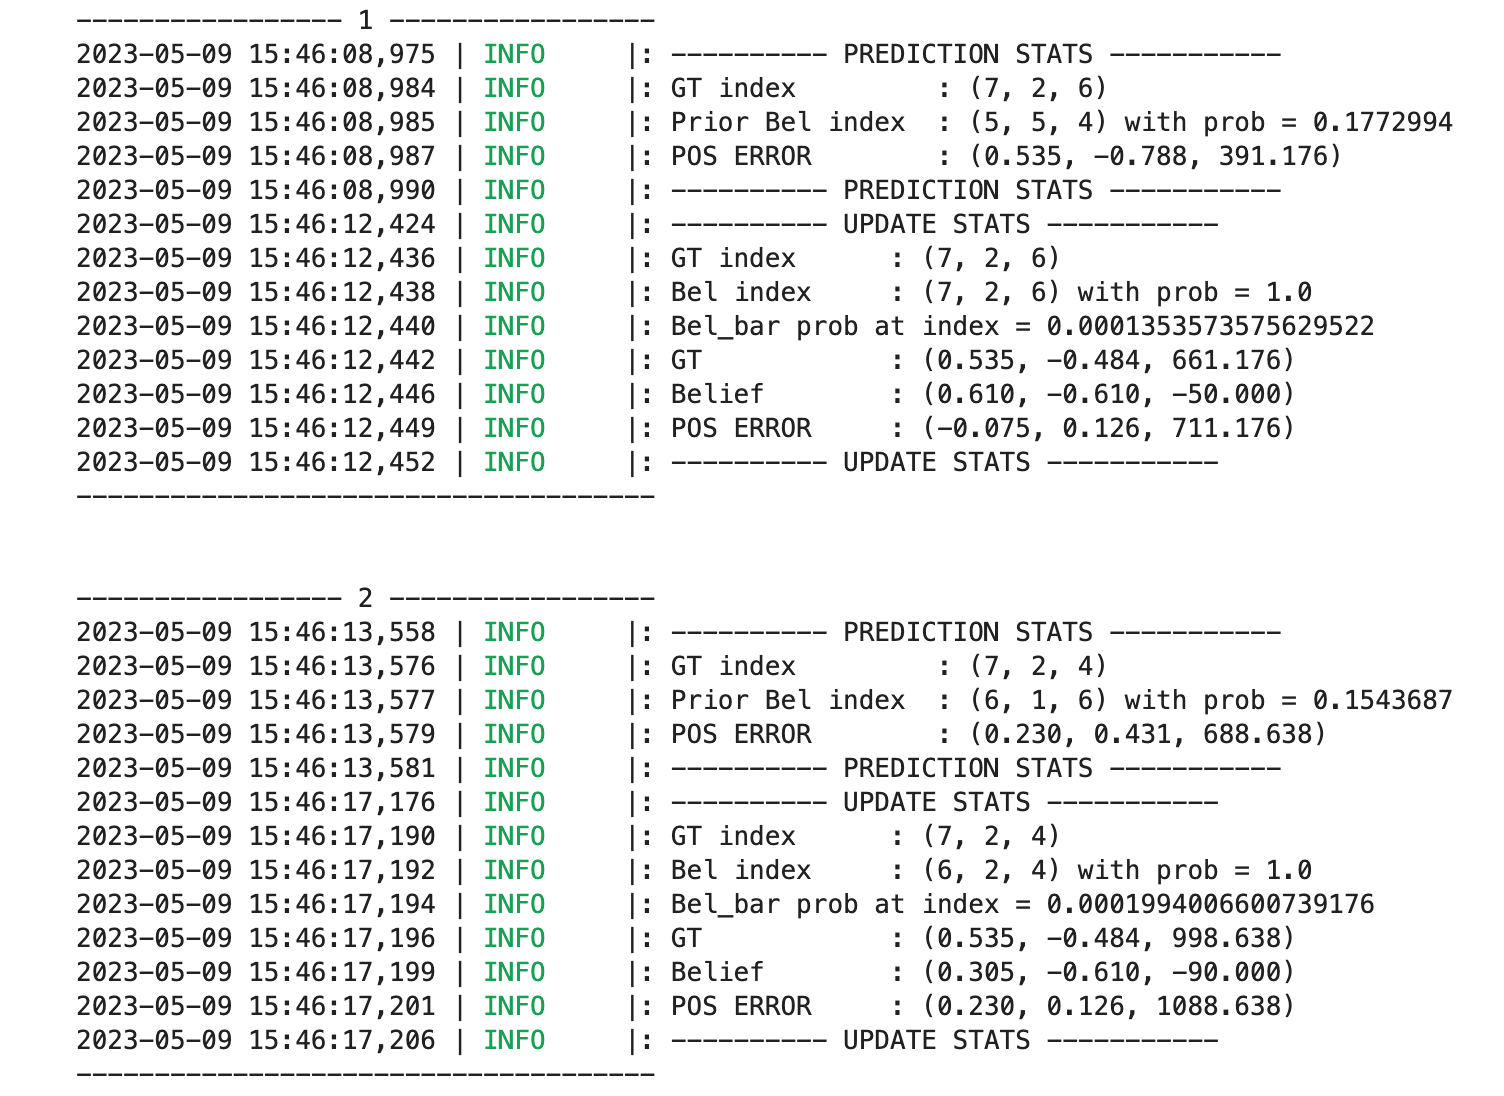 ----------------- 1 -----------------
2023-05-09 15:46:08,975 | INFO     |: ---------- PREDICTION STATS -----------
2023-05-09 15:46:08,984 | INFO     |: GT index         : (7, 2, 6)
2023-05-09 15:46:08,985 | INFO     |: Prior Bel index  : (5, 5, 4) with prob = 0.1772994
2023-05-09 15:46:08,987 | INFO     |: POS ERROR        : (0.535, -0.788, 391.176)
2023-05-09 15:46:08,990 | INFO     |: ---------- PREDICTION STATS -----------
2023-05-09 15:46:12,424 | INFO     |: ---------- UPDATE STATS -----------
2023-05-09 15:46:12,436 | INFO     |: GT index      : (7, 2, 6)
2023-05-09 15:46:12,438 | INFO     |: Bel index     : (7, 2, 6) with prob = 1.0
2023-05-09 15:46:12,440 | INFO     |: Bel_bar prob at index = 0.0001353573575629522
2023-05-09 15:46:12,442 | INFO     |: GT            : (0.535, -0.484, 661.176)
2023-05-09 15:46:12,446 | INFO     |: Belief        : (0.610, -0.610, -50.000)
2023-05-09 15:46:12,449 | INFO     |: POS ERROR     : (-0.075, 0.126, 711.176)
2023-05-09 15:46:12,452 | INFO     |: ---------- UPDATE STATS -----------
-------------------------------------
----------------- 2 -----------------
2023-05-09 15:46:13,558 | INFO     |: ---------- PREDICTION STATS -----------
2023-05-09 15:46:13,576 | INFO     |: GT index         : (7, 2, 4)
2023-05-09 15:46:13,577 | INFO     |: Prior Bel index  : (6, 1, 6) with prob = 0.1543687
2023-05-09 15:46:13,579 | INFO     |: POS ERROR        : (0.230, 0.431, 688.638)
2023-05-09 15:46:13,581 | INFO     |: ---------- PREDICTION STATS -----------
2023-05-09 15:46:17,176 | INFO     |: ---------- UPDATE STATS -----------
2023-05-09 15:46:17,190 | INFO     |: GT index      : (7, 2, 4)
2023-05-09 15:46:17,192 | INFO     |: Bel index     : (6, 2, 4) with prob = 1.0
2023-05-09 15:46:17,194 | INFO     |: Bel_bar prob at index = 0.0001994006600739176
2023-05-09 15:46:17,196 | INFO     |: GT            : (0.535, -0.484, 998.638)
2023-05-09 15:46:17,199 | INFO     |: Belief        : (0.305, -0.610, -90.000)
2023-05-09 15:46:17,201 | INFO     |: POS ERROR     : (0.230, 0.126, 1088.638)
2023-05-09 15:46:17,206 | INFO     |: ---------- UPDATE STATS -----------
-------------------------------------